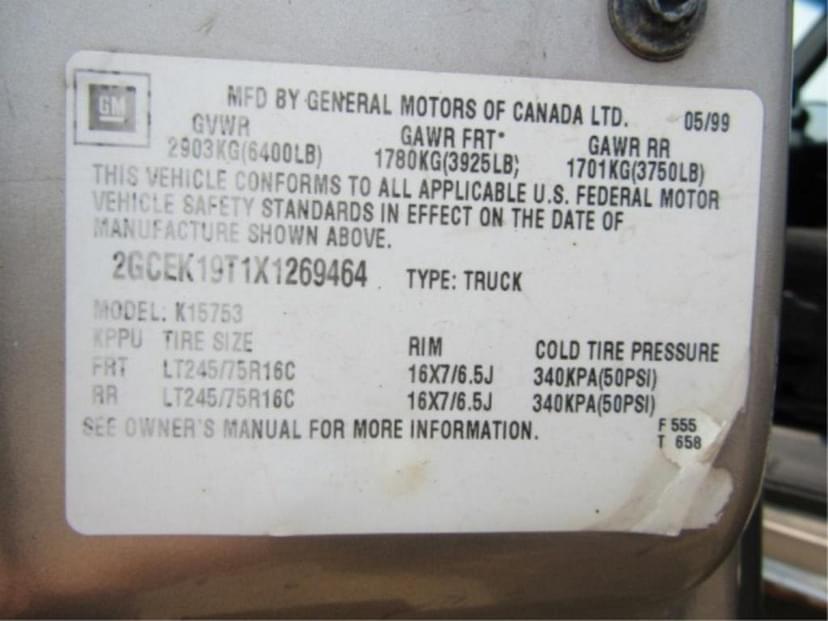 GM
MFD BY GENERAL MOTORS OF CANADA LTD. 05/99
GVWR GAWR FRT* GAWR RR
2903KG(6400LB) 1780KG(3925LB) 1701KG(3750LB)
THIS VEHICLE CONFORMS TO ALL APPLICABLE U.S. FEDERAL MOTOR
VEHICLE SAFETY STANDARDS IN EFFECT ON THE DATE OF
MANUFACTURE SHOWN ABOVE.
2GCEK19T1X1269464 TYPE: TRUCK
MODEL: K15753
KPPU TIRE SIZE RIM COLD TIRE PRESSURE
FRT LT245/75R16C 16X7/6.5J 340KPA(50PSI)
RR LT245/75R16C 16X7/6.5J 340KPA(50PSI)
SEE OWNER'S MANUAL FOR MORE INFORMATION. F 555
T 658